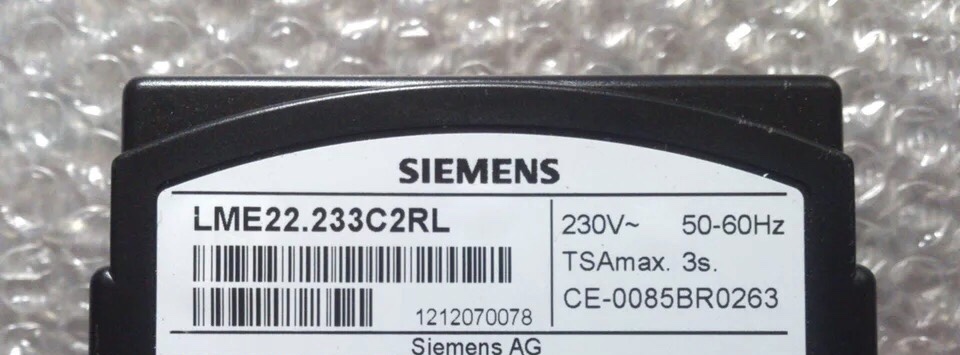 SIEMENS
LME22.233C2RL
230V~ 50-60Hz
TSAmax. 3s.
CE-0085BR0263
1212070078
Siemens AG